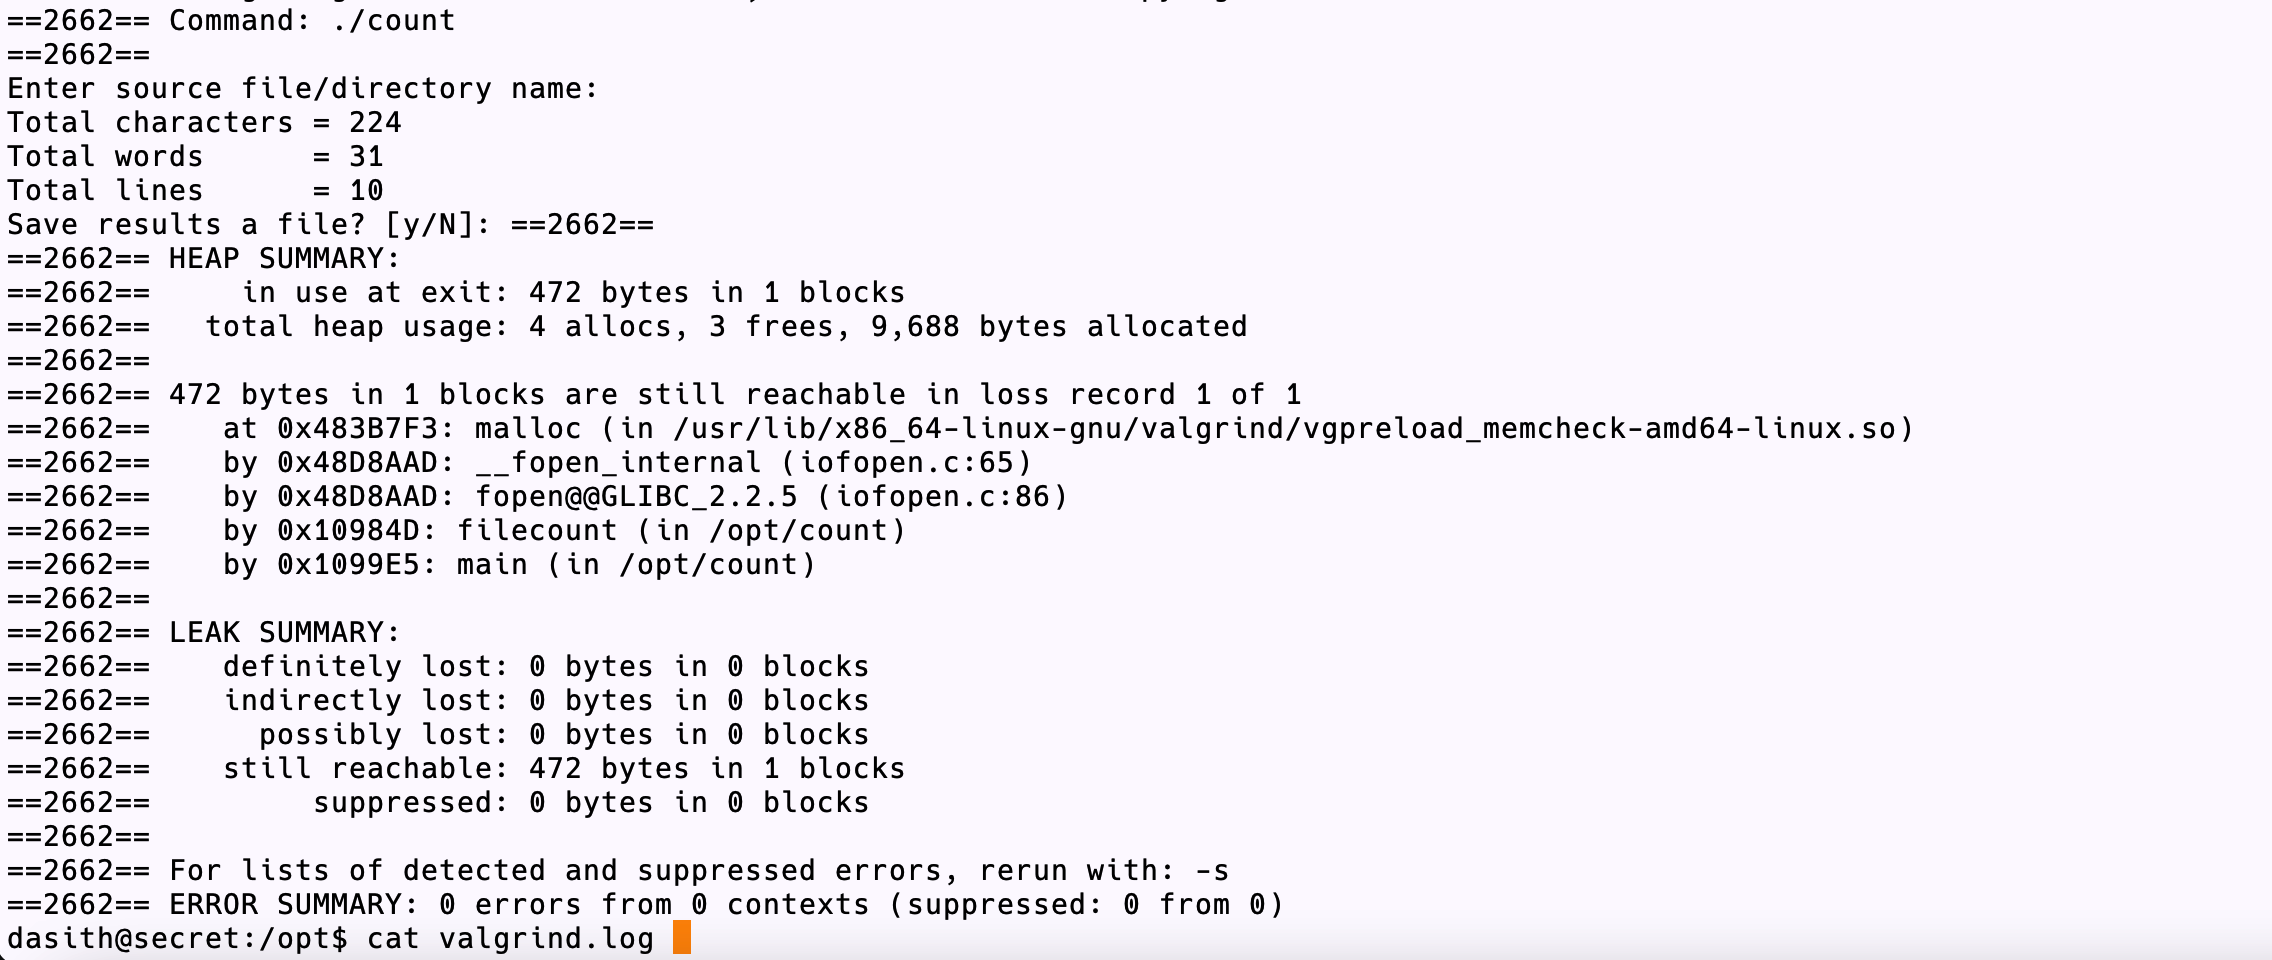 ==2662== Command: ./count
==2662==
Enter source file/directory name:
Total characters = 224
Total words      = 31
Total lines      = 10
Save results a file? [y/N]: ==2662==
==2662== HEAP SUMMARY:
==2662==     in use at exit: 472 bytes in 1 blocks
==2662==   total heap usage: 4 allocs, 3 frees, 9,688 bytes allocated
==2662==
==2662== 472 bytes in 1 blocks are still reachable in loss record 1 of 1
==2662==    at 0x483B7F3: malloc (in /usr/lib/x86_64-linux-gnu/valgrind/vgpreload_memcheck-amd64-linux.so)
==2662==    by 0x48D8AAD: __fopen_internal (iofopen.c:65)
==2662==    by 0x48D8AAD: fopen@@GLIBC_2.2.5 (iofopen.c:86)
==2662==    by 0x10984D: filecount (in /opt/count)
==2662==    by 0x1099E5: main (in /opt/count)
==2662==
==2662== LEAK SUMMARY:
==2662==    definitely lost: 0 bytes in 0 blocks
==2662==    indirectly lost: 0 bytes in 0 blocks
==2662==      possibly lost: 0 bytes in 0 blocks
==2662==    still reachable: 472 bytes in 1 blocks
==2662==         suppressed: 0 bytes in 0 blocks
==2662==
==2662== For lists of detected and suppressed errors, rerun with: -s
==2662== ERROR SUMMARY: 0 errors from 0 contexts (suppressed: 0 from 0)
dasith@secret:/opt$ cat valgrind.log